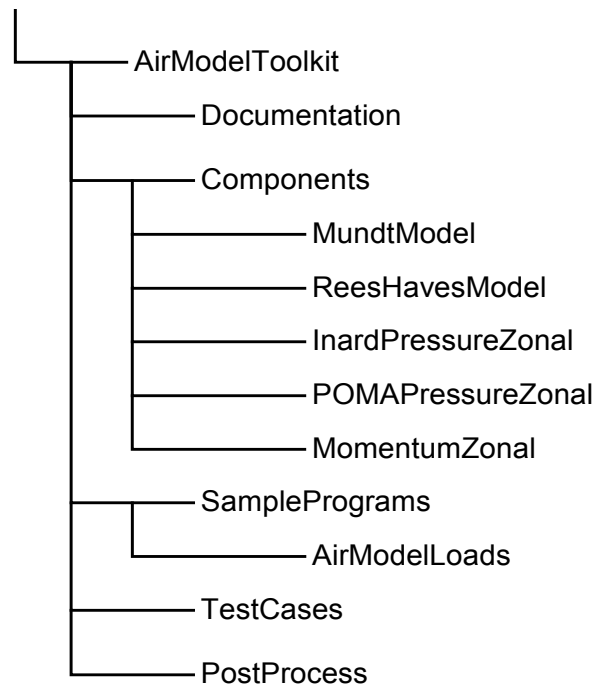 AirModelToolkit
Documentation
Components
MundtModel
ReesHavesModel
InardPressureZonal
POMAPressureZonal
MomentumZonal
SamplePrograms
AirModelLoads
TestCases
PostProcess